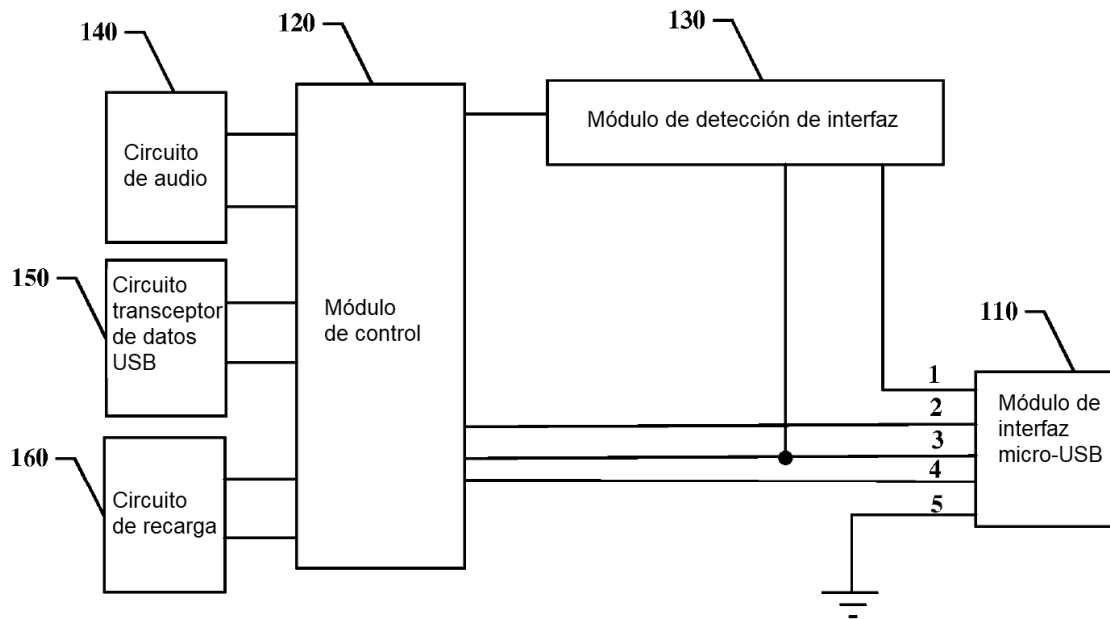 140
120
130
Circuito
de audio
Módulo de detección de interfaz
150
Circuito
transceptor
de datos
USB
Módulo
de control
110
1
2
3
4
5
Módulo de
interfaz
micro-USB
160
Circuito
de recarga